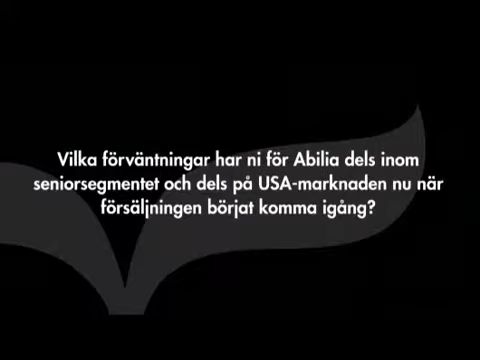 Vilka förväntningar har ni för Abilia dels inom
seniorsegmentet och dels på USA-marknaden nu när
försäljningen börjat komma igång?